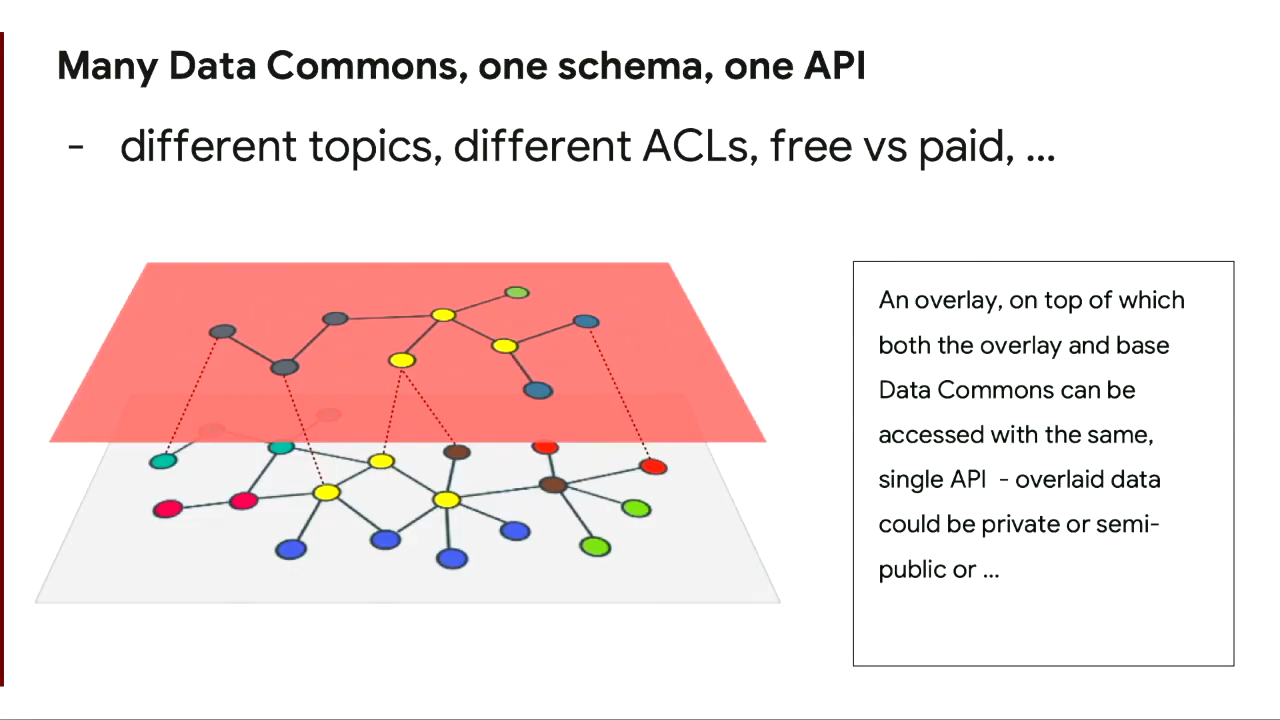 Many Data Commons, one schema, one API
- different topics, different ACLs, free vs paid, ...
An overlay, on top of which
both the overlay and base
Data Commons can be
accessed with the same,
single API - overlaid data
could be private or semi-
public or ...